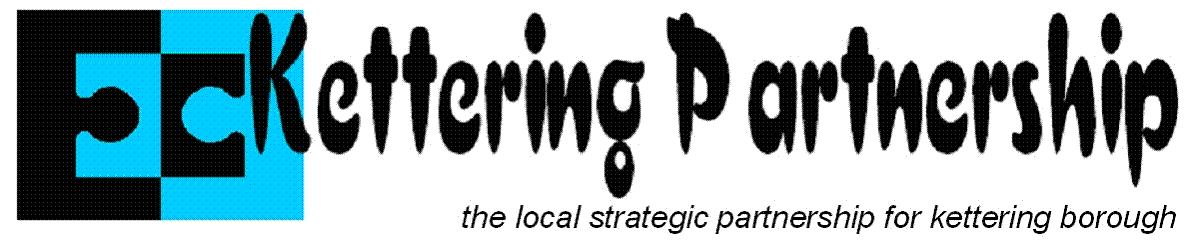 Kettering Partnership
the local strategic partnership for kettering borough